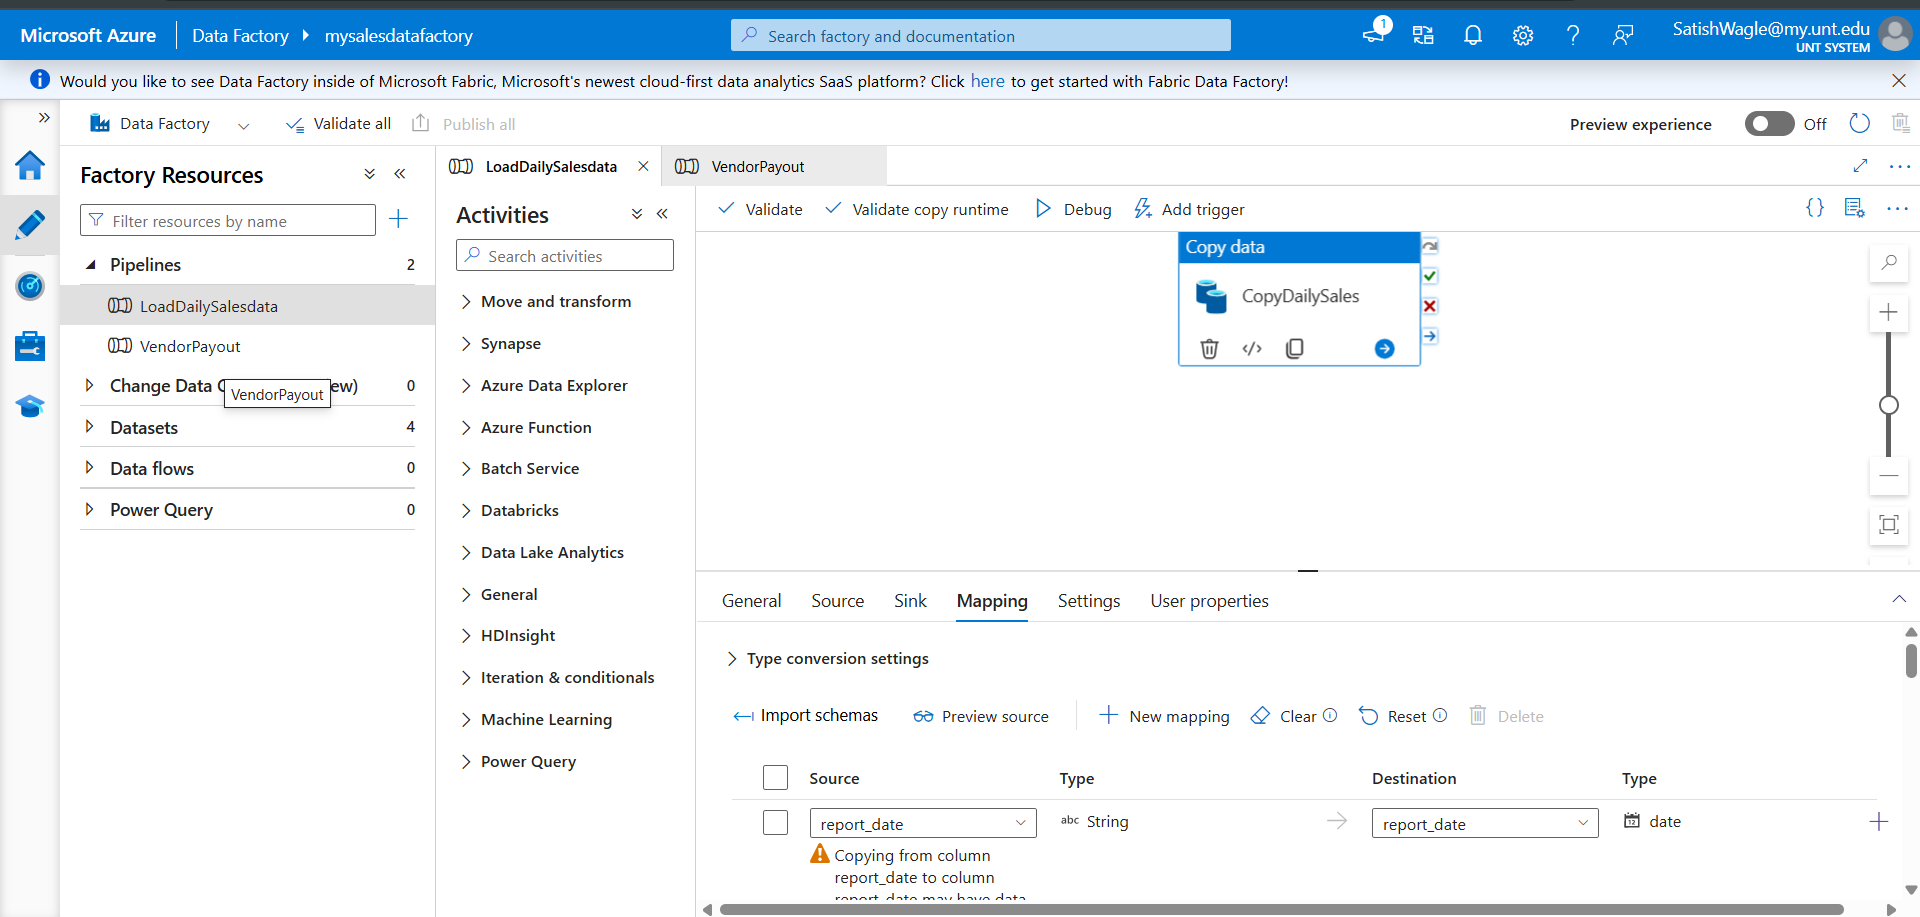 Microsoft Azure
Data Factory
mysalesdatafactory
Search factory and documentation
1
SatishWagle@my.unt.edu
UNT SYSTEM
Would you like to see Data Factory inside of Microsoft Fabric, Microsoft's newest cloud-first data analytics SaaS platform? Click here to get started with Fabric Data Factory!
Data Factory
Validate all
Publish all
Preview experience
Off
Factory Resources
Filter resources by name
Pipelines 2
LoadDailySalesdata
VendorPayout
Change Data C ew) 0
VendorPayout
Datasets 4
Data flows 0
Power Query 0
LoadDailySalesdata
VendorPayout
Activities
Search activities
Move and transform
Synapse
Azure Data Explorer
Azure Function
Batch Service
Databricks
Data Lake Analytics
General
HDInsight
Iteration & conditionals
Machine Learning
Power Query
Validate
Validate copy runtime
Debug
Add trigger
Copy data
CopyDailySales
General
Source
Sink
Mapping
Settings
User properties
Type conversion settings
Import schemas
Preview source
New mapping
Clear
Reset
Delete
Source
Type
Destination
Type
report_date
abc String
report_date
12 date
Copying from column
report_date to column
report_date may have data